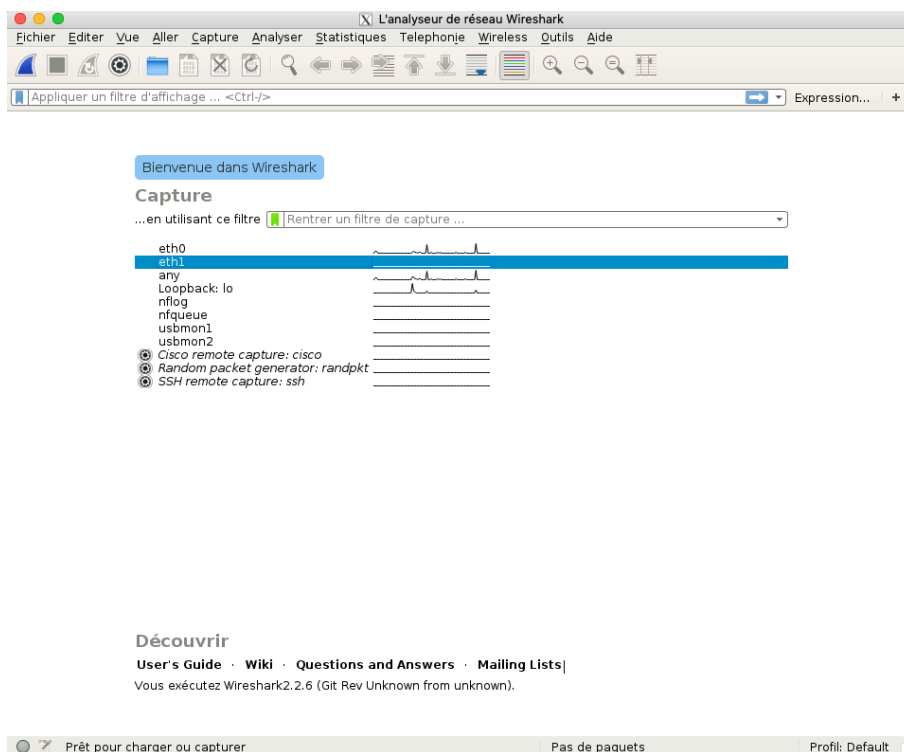 L'analyseur de réseau Wireshark
Fichier Editer Vue Aller Capture Analyser Statistiques Telephonie Wireless Outils Aide
Appliquer un filtre d'affichage ... <Ctrl-/> Expression... +
Bienvenue dans Wireshark
Capture
...en utilisant ce filtre Rentrer un filtre de capture ...
eth0
eth1
any
Loopback: lo
nflog
nfqueue
usbmon1
usbmon2
Cisco remote capture: cisco
Random packet generator: randpkt
SSH remote capture: ssh
Découvrir
User's Guide · Wiki · Questions and Answers · Mailing Lists|
Vous exécutez Wireshark2.2.6 (Git Rev Unknown from unknown).
Prêt pour charger ou capturer Pas de paquets Profil: Default